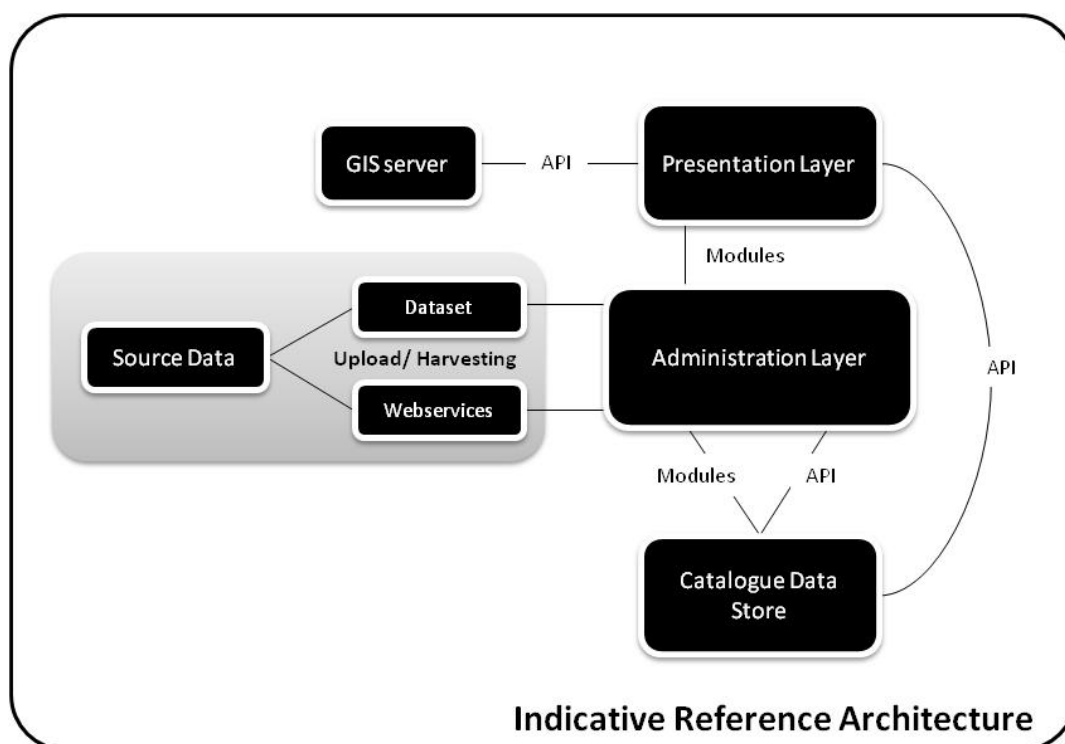 GIS server
API
Presentation Layer
Modules
Dataset
Source Data
Upload/ Harvesting
Webservices
Administration Layer
API
Modules
API
Catalogue Data
Store
Indicative Reference Architecture